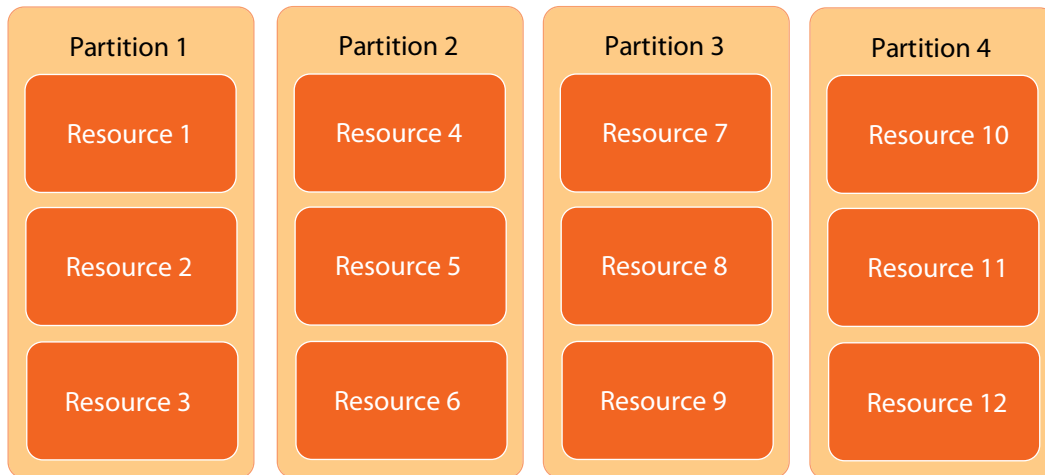 Partition 1
Resource 1
Resource 2
Resource 3
Partition 2
Resource 4
Resource 5
Resource 6
Partition 3
Resource 7
Resource 8
Resource 9
Partition 4
Resource 10
Resource 11
Resource 12